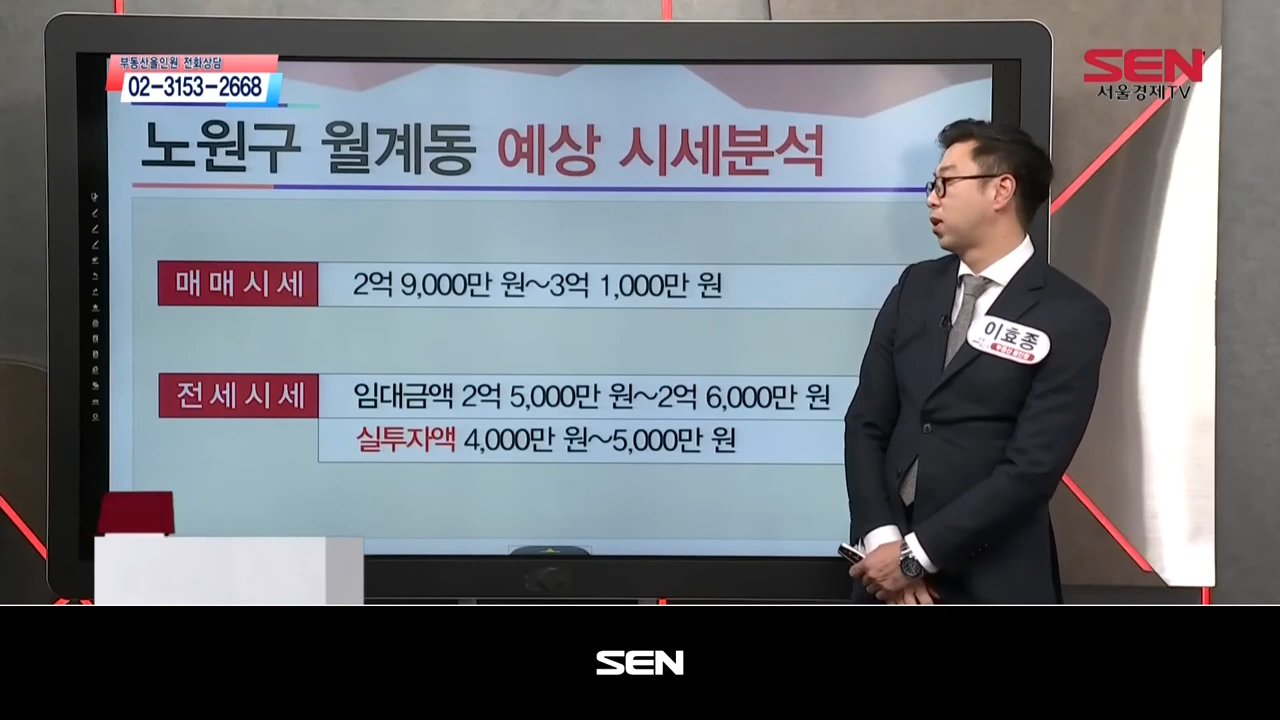 부동산올인원 전화상담
02-3153-2668
SEN
서울경제TV
노원구 월계동 예상 시세분석
매매시세 2억 9,000만 원~3억 1,000만 원
전세시세 임대금액 2억 5,000만 원~2억 6,000만 원
실투자액 4,000만 원~5,000만 원
이효종
SEN